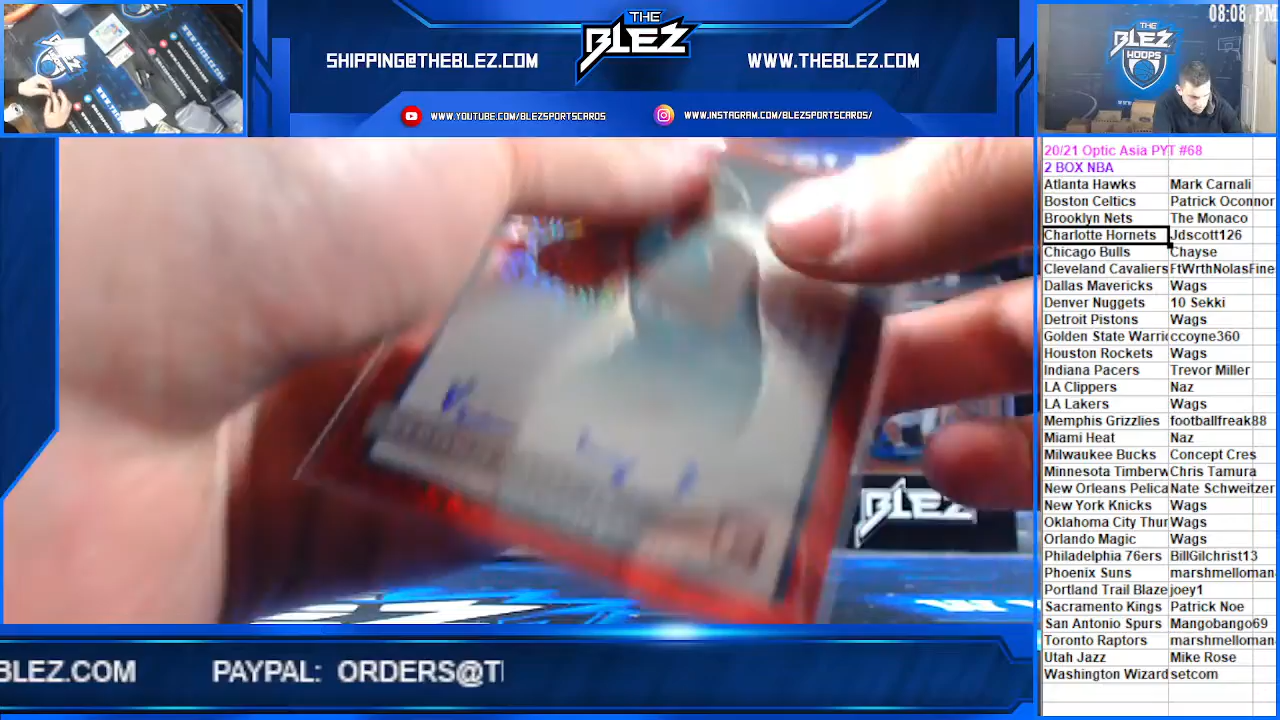 08:08 PM
THE
BLEZ
SHIPPING@THEBLEZ.COM
WWW.THEBLEZ.COM
THE
BLEZ
HOOPS
WWW.YOUTUBE.COM/BLEZSPORTSCARDS
WWW.INSTAGRAM.COM/BLEZSPORTSCARDS/
20/21 Optic Asia PYT #68
2 BOX NBA
Atlanta Hawks Mark Carnali
Boston Celtics Patrick Oconnor
Brooklyn Nets The Monaco
Charlotte Hornets Jdscott126
Chicago Bulls Chayse
Cleveland Cavaliers FtWrthNolasFine
Dallas Mavericks Wags
Denver Nuggets 10 Sekki
Detroit Pistons Wags
Golden State Warric ccoyne360
Houston Rockets Wags
Indiana Pacers Trevor Miller
LA Clippers Naz
LA Lakers Wags
Memphis Grizzlies footballfreak88
Miami Heat Naz
Milwaukee Bucks Concept Cres
Minnesota Timberw Chris Tamura
New Orleans Pelica Nate Schweitzer
New York Knicks Wags
Oklahoma City Thur Wags
Orlando Magic Wags
Philadelphia 76ers BillGilchrist13
Phoenix Suns marshmelloman
Portland Trail Blaze joey1
Sacramento Kings Patrick Noe
San Antonio Spurs Mangobango69
Toronto Raptors marshmelloman
Utah Jazz Mike Rose
Washington Wizard setcom
BLEZ
BLEZ.COM PAYPAL: ORDERS@T